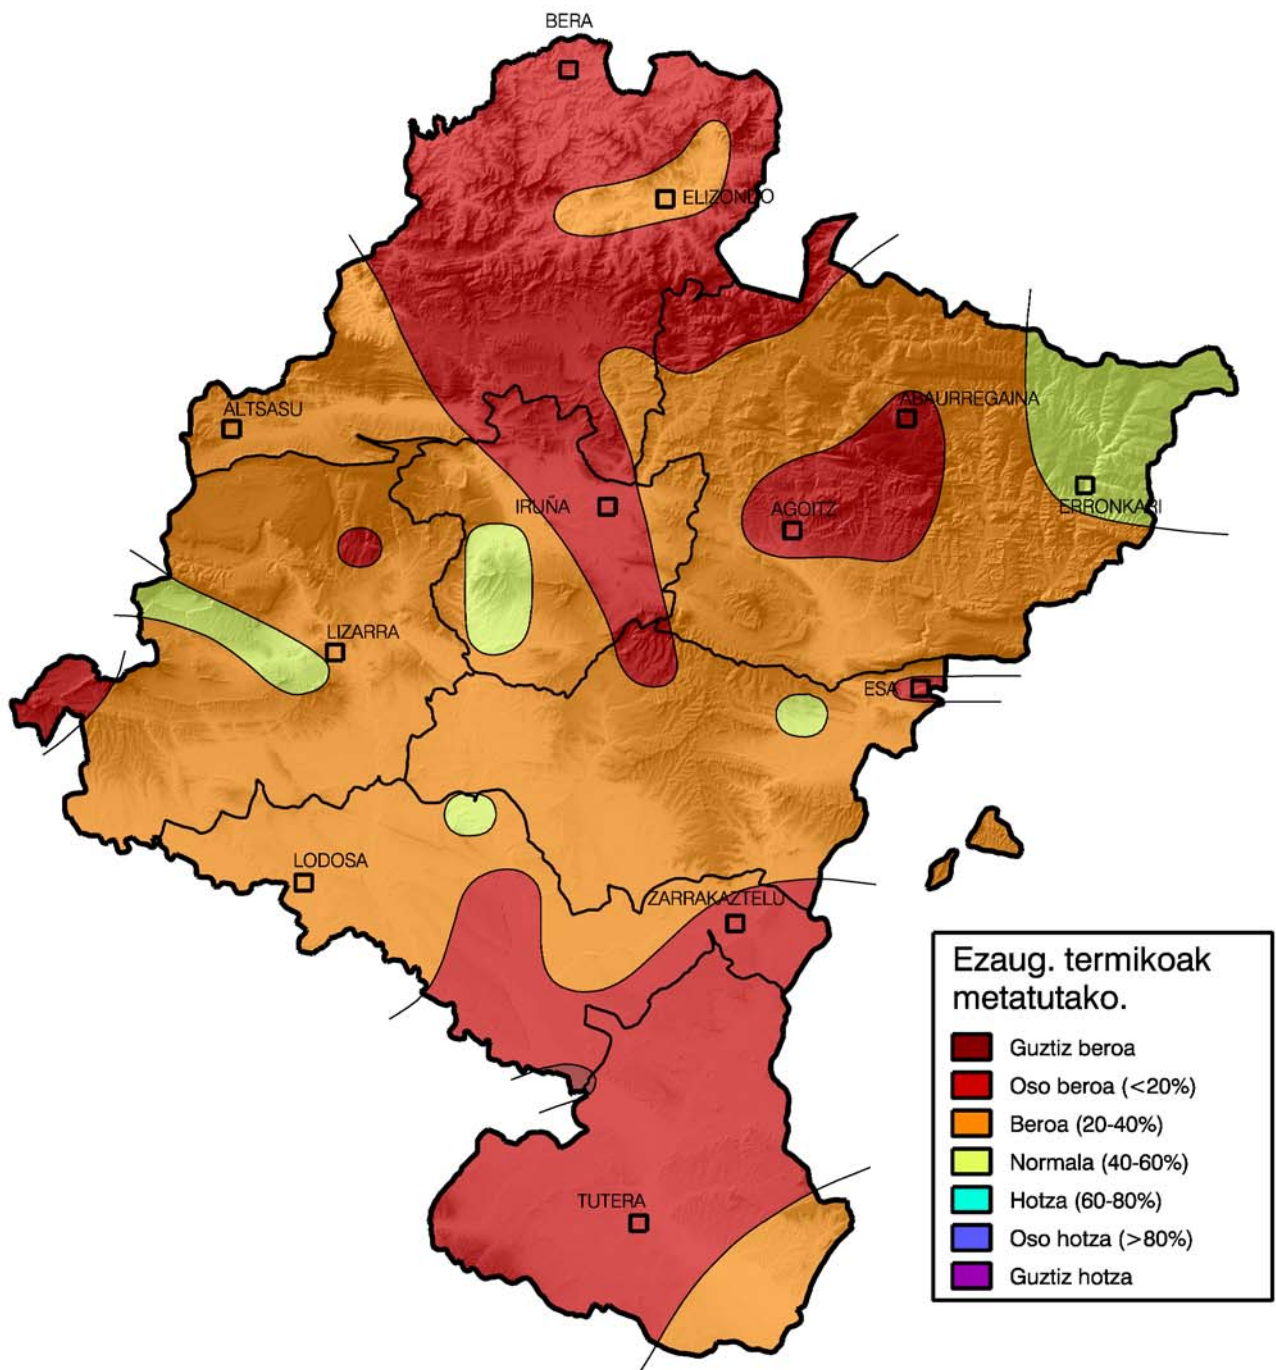 BERA
ELIZONDO
ALTSASU
ABAURREGAINA
IRUÑA
AGOITZ
ERRONKARI
LIZARRA
ESA
LODOSA
ZARRAKAZTELU
TUTERA
Ezaug. termikoak
metatutako.
Guztiz beroa
Oso beroa (<20%)
Beroa (20-40%)
Normala (40-60%)
Hotza (60-80%)
Oso hotza (>80%)
Guztiz hotza